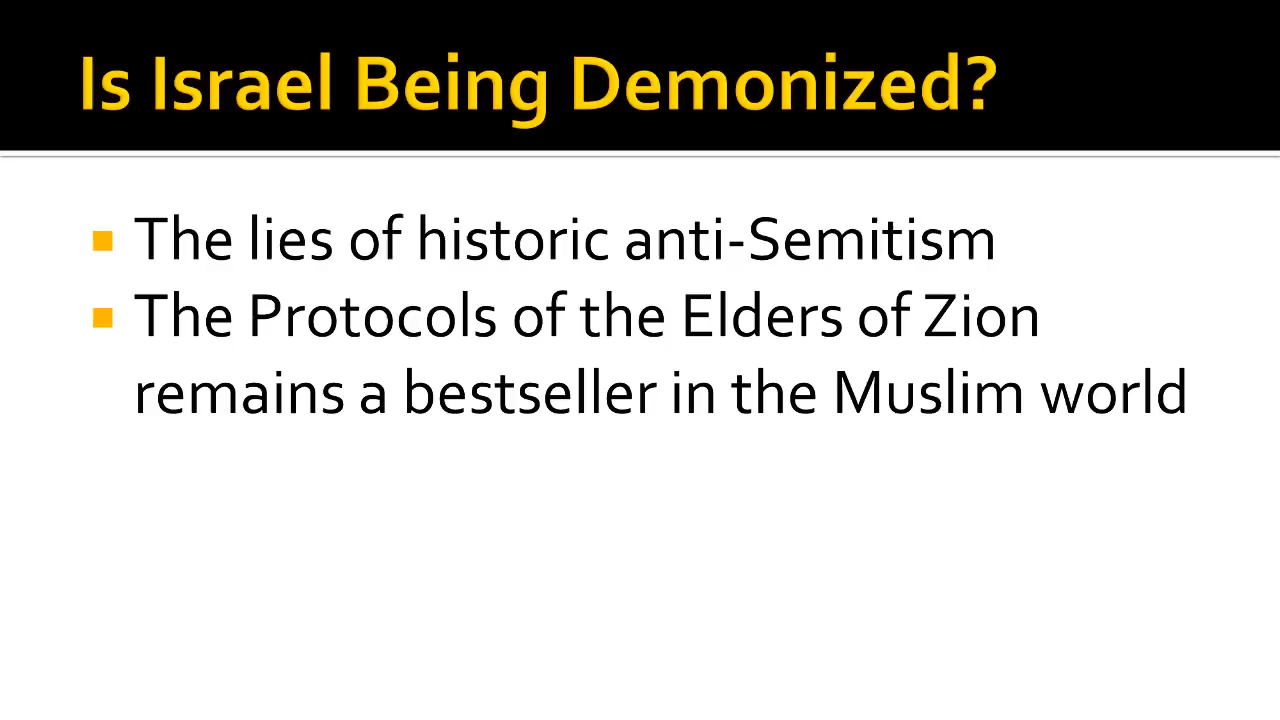 Is Israel Being Demonized?
The lies of historic anti-Semitism
The Protocols of the Elders of Zion
remains a bestseller in the Muslim world